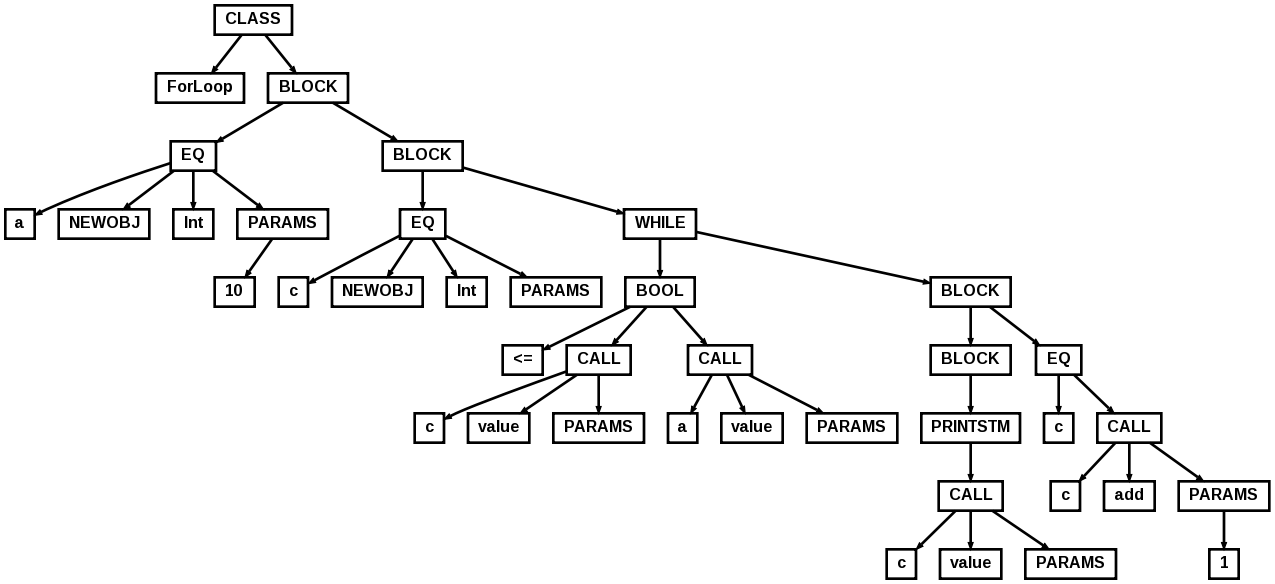 CLASS
ForLoop BLOCK
EQ BLOCK
a NEWOBJ Int PARAMS EQ WHILE
10 c NEWOBJ Int PARAMS BOOL BLOCK
<= CALL CALL BLOCK EQ
c value PARAMS a value PARAMS PRINTSTM c CALL
CALL c add PARAMS
c value PARAMS 1